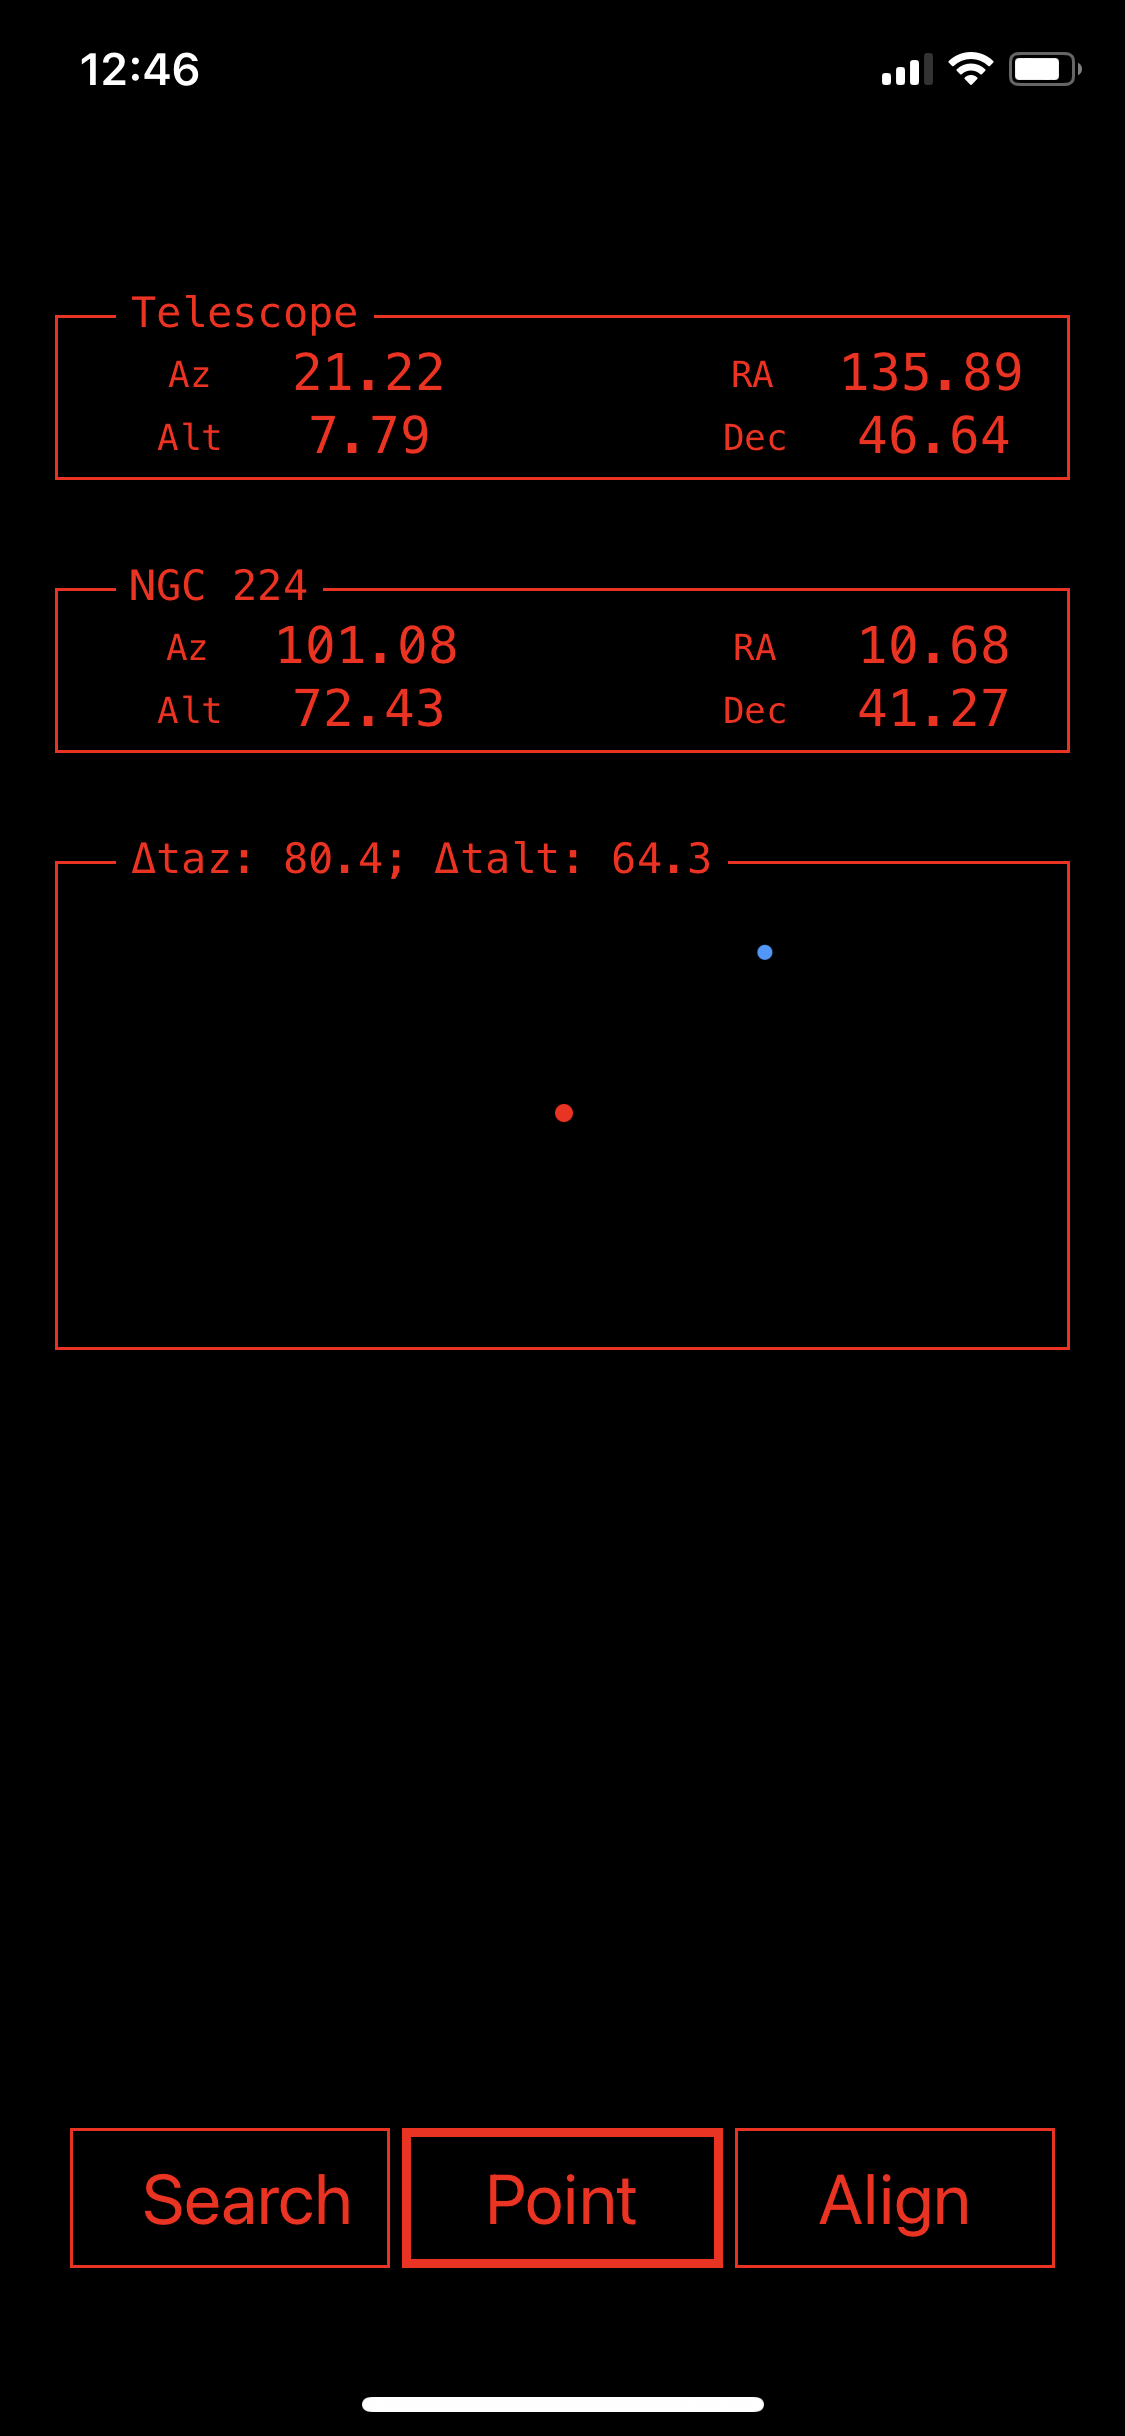 12:46
Telescope
Az 21.22 RA 135.89
Alt 7.79 Dec 46.64
NGC 224
Az 101.08 RA 10.68
Alt 72.43 Dec 41.27
Δtaz: 80.4; Δtalt: 64.3
Search Point Align